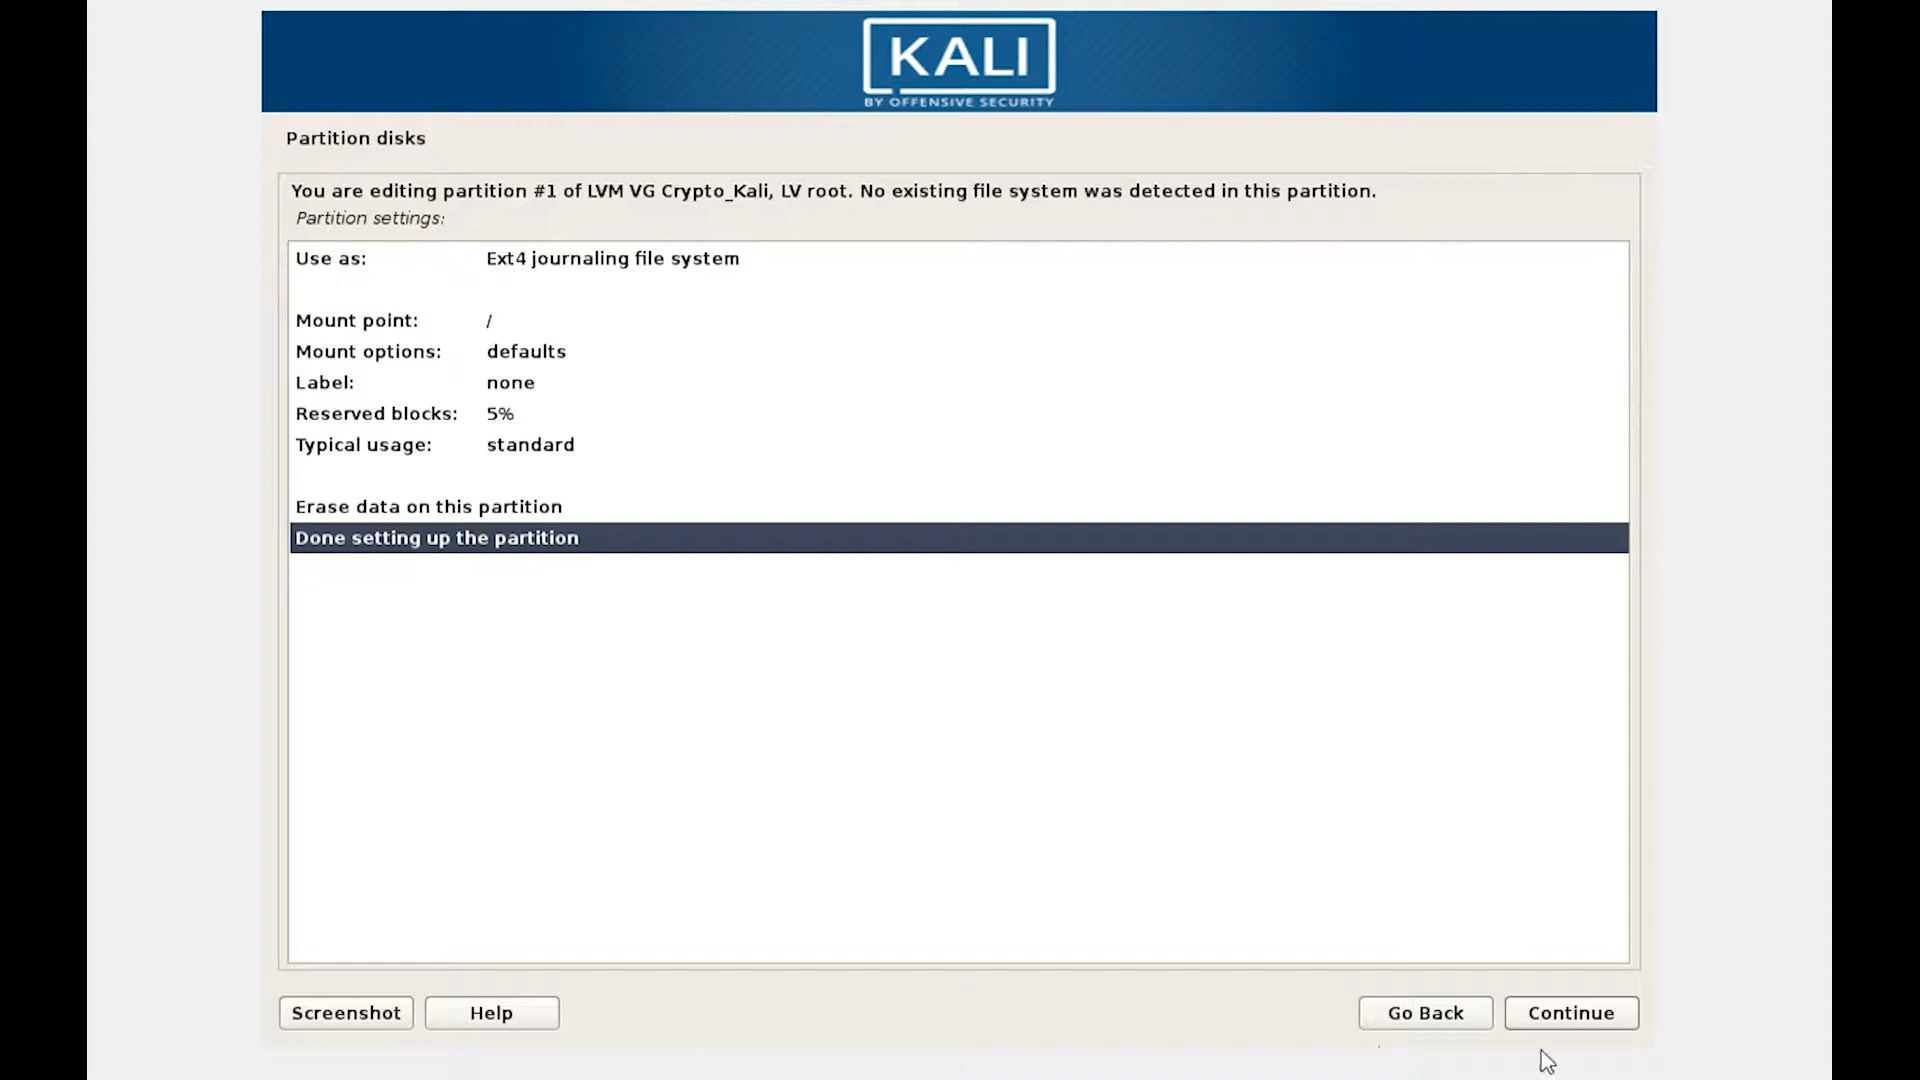 KALI
BY OFFENSIVE SECURITY
Partition disks
You are editing partition #1 of LVM VG Crypto_Kali, LV root. No existing file system was detected in this partition.
Partition settings:
Use as: Ext4 journaling file system
Mount point: /
Mount options: defaults
Label: none
Reserved blocks: 5%
Typical usage: standard
Erase data on this partition
Done setting up the partition
Screenshot Help Go Back Continue